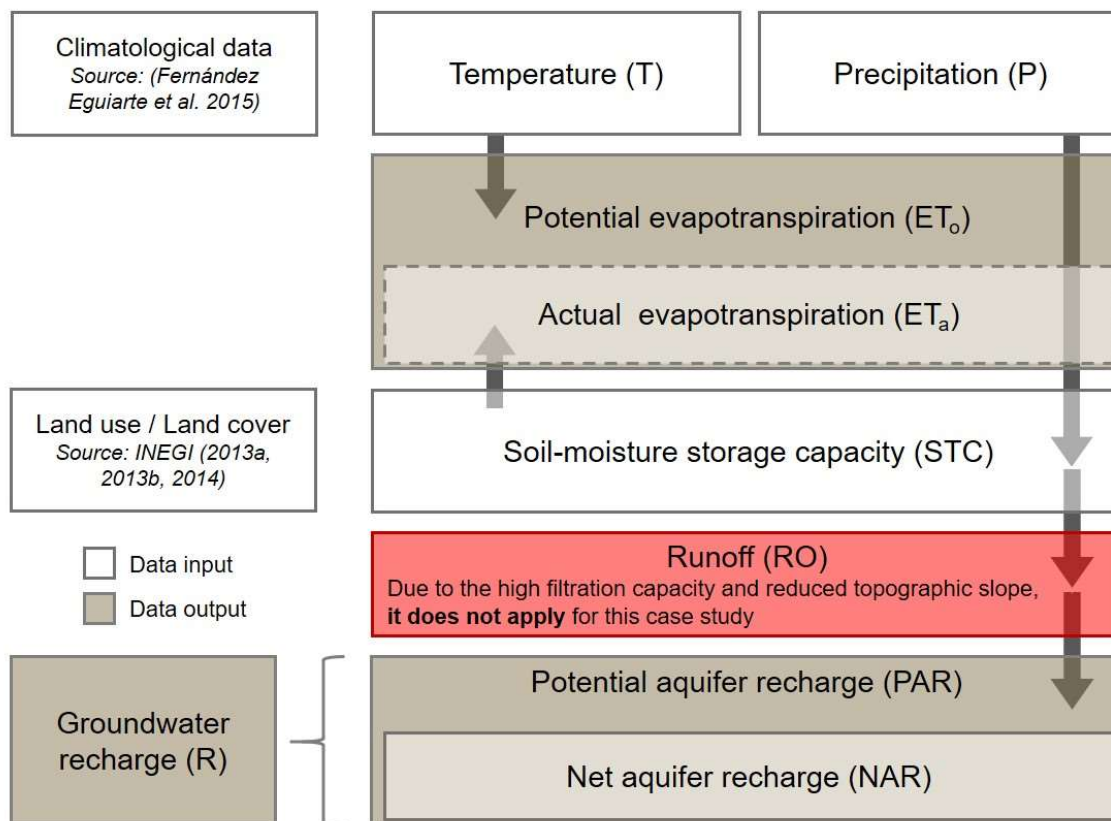 Climatological data
Source: (Fernández
Eguiarte et al. 2015)
Temperature (T)
Precipitation (P)
Potential evapotranspiration (ETo)
Actual evapotranspiration (ETa)
Land use / Land cover
Source: INEGI (2013a,
2013b, 2014)
Soil-moisture storage capacity (STC)
Data input
Data output
Runoff (RO)
Due to the high filtration capacity and reduced topographic slope,
it does not apply for this case study
Groundwater
recharge (R)
Potential aquifer recharge (PAR)
Net aquifer recharge (NAR)